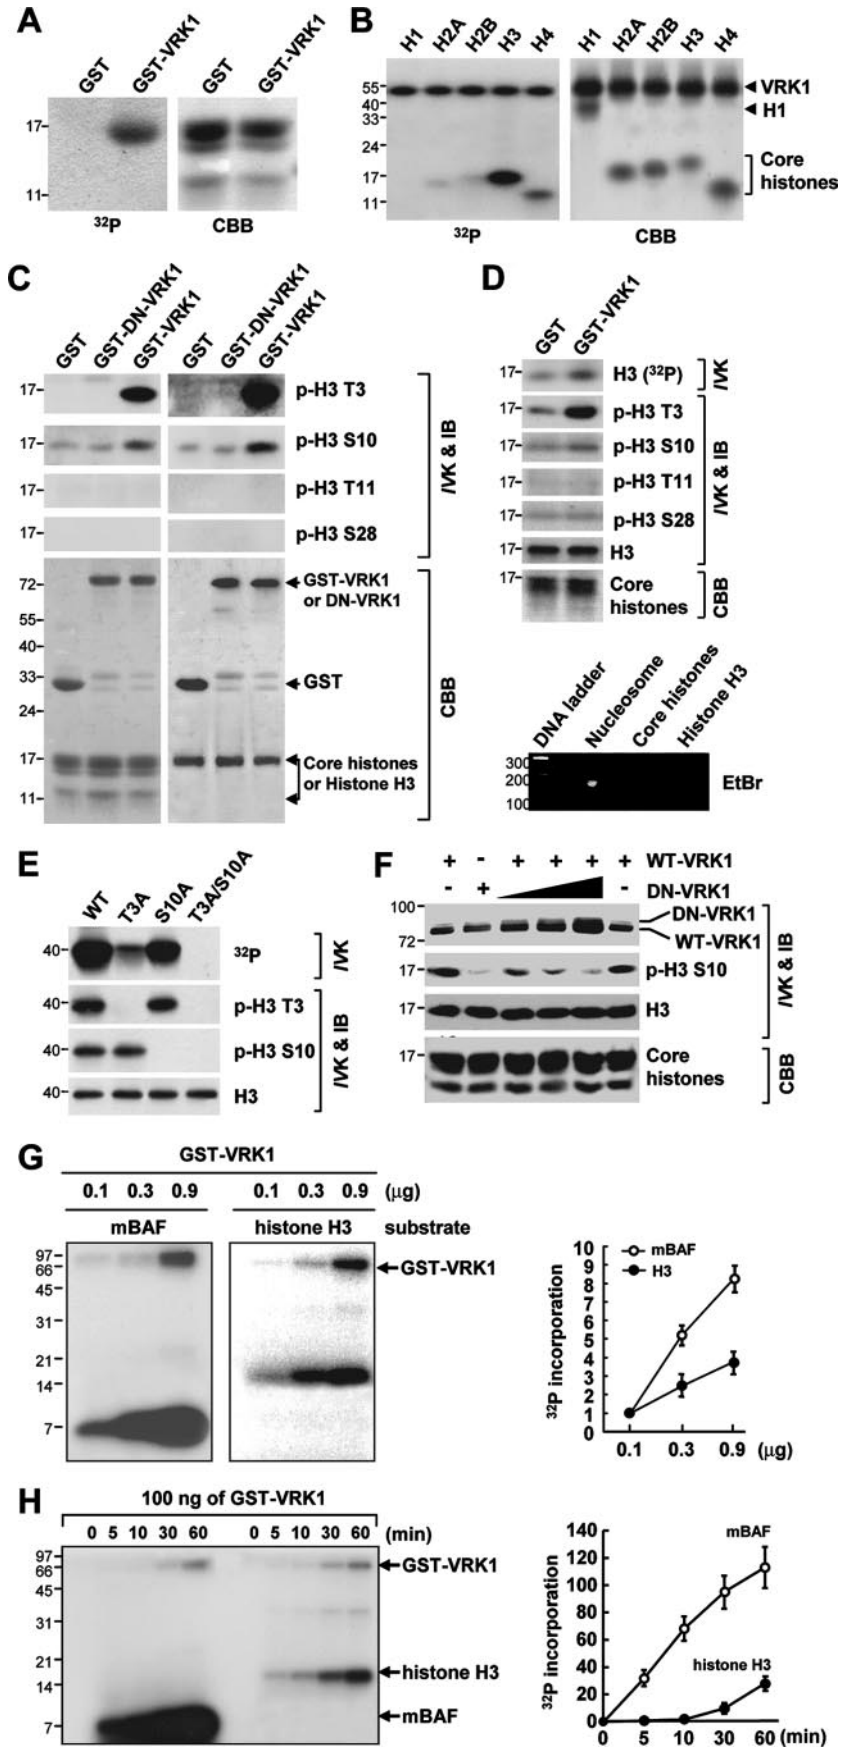 A
GST
GST-VRK1
GST
GST-VRK1
17
11
32P
CBB
B
H1
H2A
H2B
H3
H4
H1
H2A
H2B
H3
H4
55
40
33
24
17
11
VRK1
H1
Core
histones
32P
CBB
C
GST
GST-DN-VRK1
GST-VRK1
GST
GST-DN-VRK1
GST-VRK1
17
p-H3 T3
17
p-H3 S10
17
p-H3 T11
17
p-H3 S28
IVK & IB
72
55
40
33
24
17
11
GST-VRK1
or DN-VRK1
GST
Core histones
or Histone H3
CBB
D
GST
GST-VRK1
17
H3 (32P)
IVK
17
p-H3 T3
17
p-H3 S10
17
p-H3 T11
17
p-H3 S28
17
H3
IVK & IB
17
Core
histones
CBB
DNA ladder
Nucleosome
Core histones
Histone H3
300
200
100
EtBr
E
WT
T3A
S10A
T3A/S10A
40
32P
IVK
40
p-H3 T3
40
p-H3 S10
40
H3
IVK & IB
F
+ - + + + + WT-VRK1
- + - DN-VRK1
100
72
DN-VRK1
WT-VRK1
17
p-H3 S10
17
H3
IVK & IB
17
Core
histones
CBB
G
GST-VRK1
0.1 0.3 0.9 0.1 0.3 0.9 (µg)
mBAF histone H3 substrate
97
66
45
31
21
14
7
GST-VRK1
32P incorporation
10
9
8
7
6
5
4
3
2
1
mBAF
H3
0.1 0.3 0.9 (µg)
H
100 ng of GST-VRK1
0 5 10 30 60 0 5 10 30 60 (min)
97
66
45
31
21
14
7
GST-VRK1
histone H3
mBAF
32P incorporation
140
120
100
80
60
40
20
0
mBAF
histone H3
0 5 10 30 60 (min)